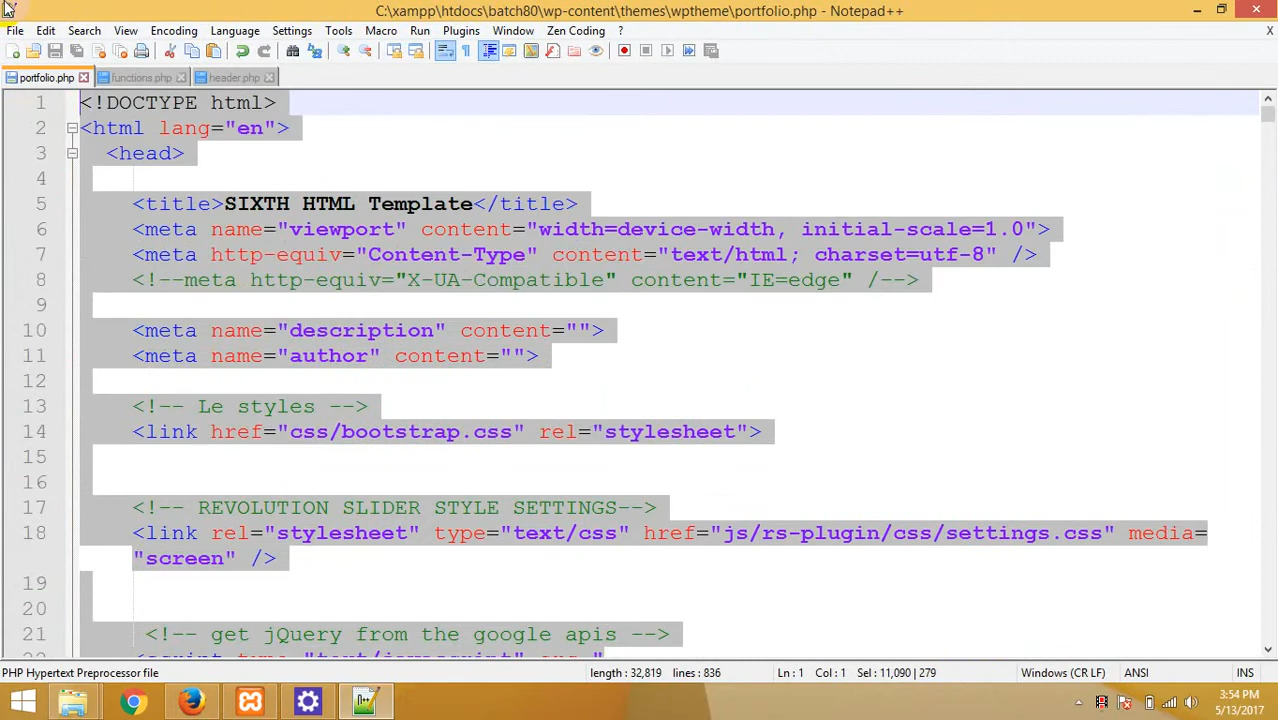 C:\xampp\htdocs\batch80\wp-content\themes\wptheme\portfolio.php - Notepad++
File Edit Search View Encoding Language Settings Tools Macro Run Plugins Window Zen Coding ? X
portfolio.php functions.php header.php
1 <!DOCTYPE html>
2 <html lang="en">
3 <head>
4
5 <title>SIXTH HTML Template</title>
6 <meta name="viewport" content="width=device-width, initial-scale=1.0">
7 <meta http-equiv="Content-Type" content="text/html; charset=utf-8" />
8 <!--meta http-equiv="X-UA-Compatible" content="IE=edge" /-->
9
10 <meta name="description" content="">
11 <meta name="author" content="">
12
13 <!-- Le styles -->
14 <link href="css/bootstrap.css" rel="stylesheet">
15
16
17 <!-- REVOLUTION SLIDER STYLE SETTINGS-->
18 <link rel="stylesheet" type="text/css" href="js/rs-plugin/css/settings.css" media=
"screen" />
19
20
21 <!-- get jQuery from the google apis -->
PHP Hypertext Preprocessor file length : 32,819 lines : 836 Ln : 1 Col : 1 Sel : 11,090 | 279 Windows (CR LF) ANSI INS
3:54 PM
5/13/2017